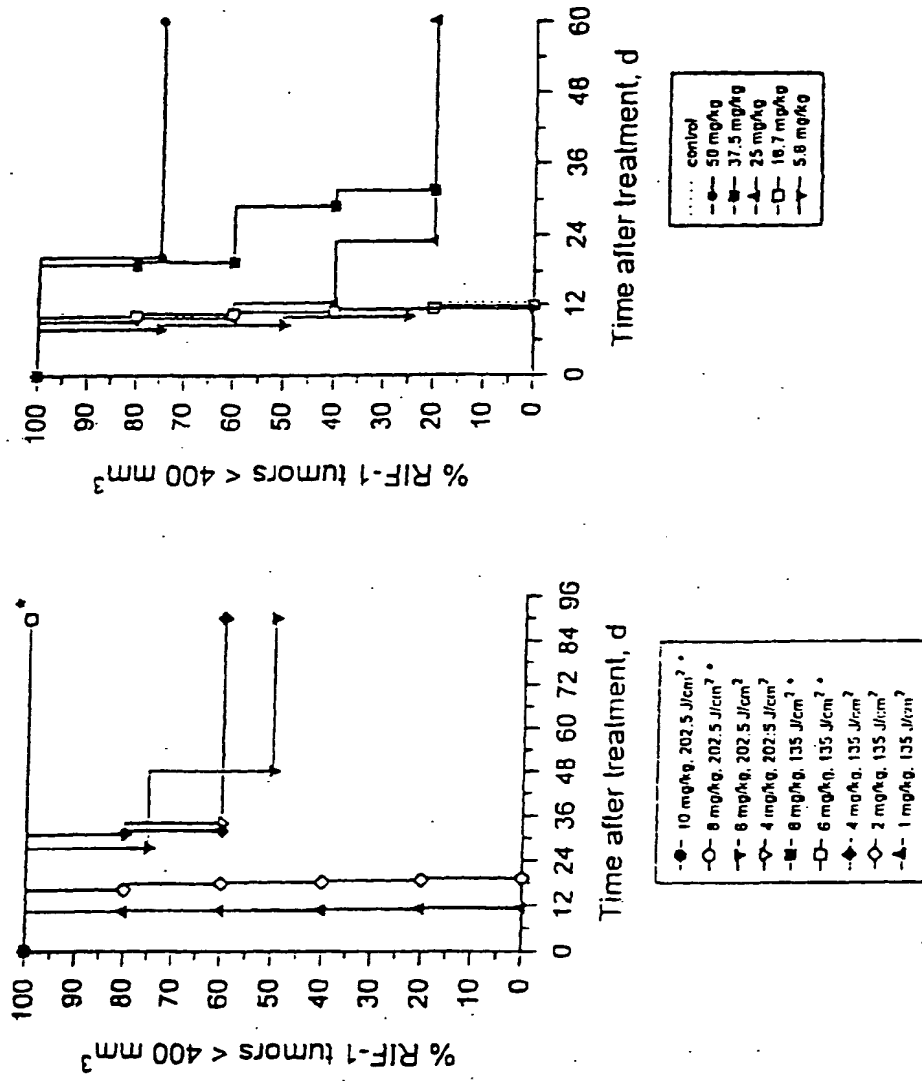 % RIF-1 tumors < 400 mm³
100
90
80
70
60
50
40
30
20
10
0
0
12
24
36
48
60
72
84
96
*
Time after treatment, d
10 mg/kg, 202.5 J/cm² *
8 mg/kg, 202.5 J/cm² *
6 mg/kg, 202.5 J/cm²
4 mg/kg, 202.5 J/cm²
8 mg/kg, 135 J/cm² *
6 mg/kg, 135 J/cm² *
4 mg/kg, 135 J/cm²
2 mg/kg, 135 J/cm²
1 mg/kg, 135 J/cm²
% RIF-1 tumors < 400 mm³
100
90
80
70
60
50
40
30
20
10
0
0
12
24
36
48
60
Time after treatment, d
control
50 mg/kg
37.5 mg/kg
25 mg/kg
16.7 mg/kg
5.8 mg/kg